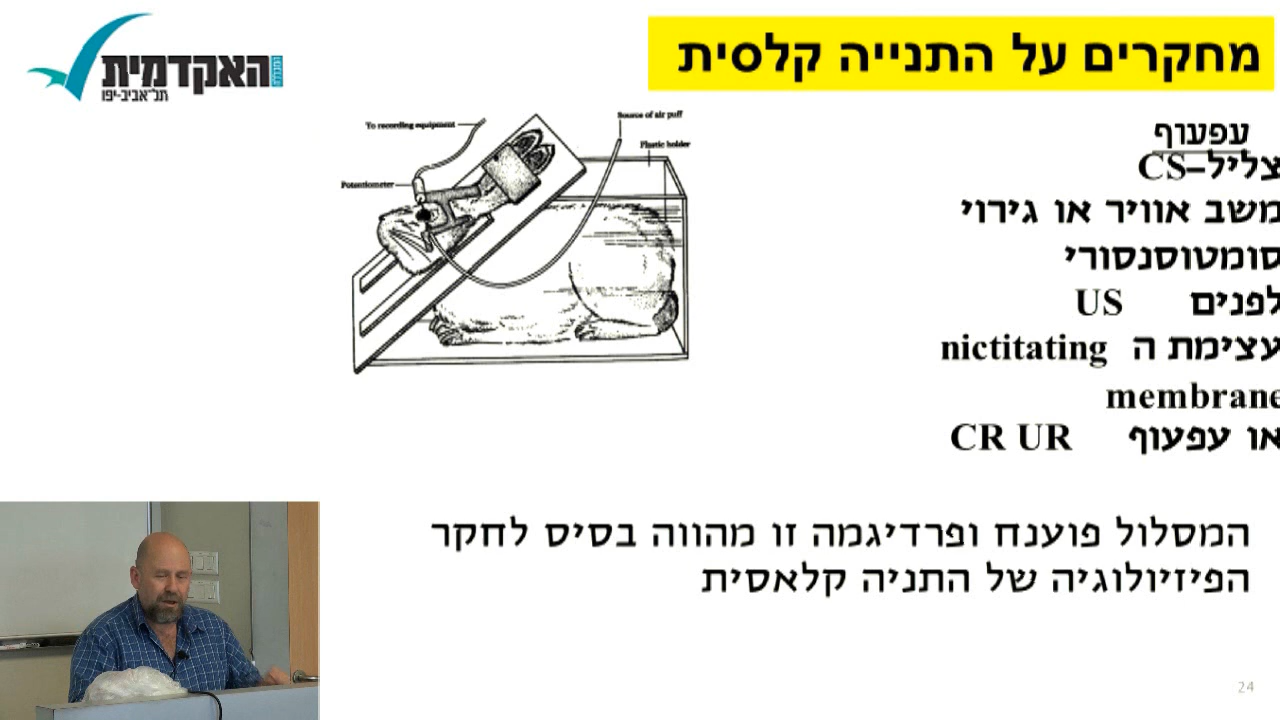 מחקרים על התנייה קלסית
האקדמית
תל־אביב-יפו
To recording equipment
Source of air puff
Plastic holder
Potentiometer
עפעוף
צליל–CS
משב אוויר או גירוי
סומטוסנסורי
לפנים US
עצימת ה nictitating
membrane
או עפעוף CR UR
המסלול פוענח ופרדיגמה זו מהווה בסיס לחקר
הפיזיולוגיה של התניה קלאסית
24